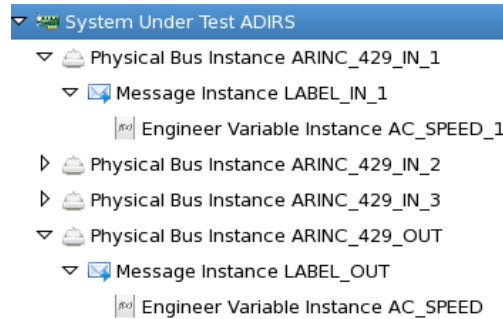 System Under Test ADIRS
Physical Bus Instance ARINC_429_IN_1
Message Instance LABEL_IN_1
f(x) Engineer Variable Instance AC_SPEED_1
Physical Bus Instance ARINC_429_IN_2
Physical Bus Instance ARINC_429_IN_3
Physical Bus Instance ARINC_429_OUT
Message Instance LABEL_OUT
f(x) Engineer Variable Instance AC_SPEED